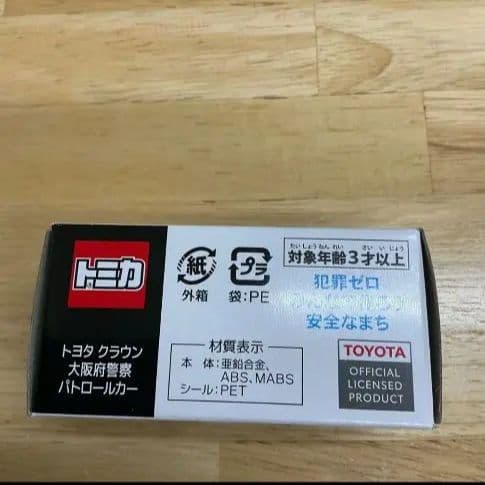 トミカ
トヨタ クラウン
大阪府警察
パトロールカー
紙
外箱
プラ
袋:PE
たいしょうねんれい さい いじょう
対象年齢3才以上
犯罪ゼロ
安全なまち
材質表示
本 体:亜鉛合金、
ABS、MABS
シール:PET
TOYOTA
OFFICIAL
LICENSED
PRODUCT